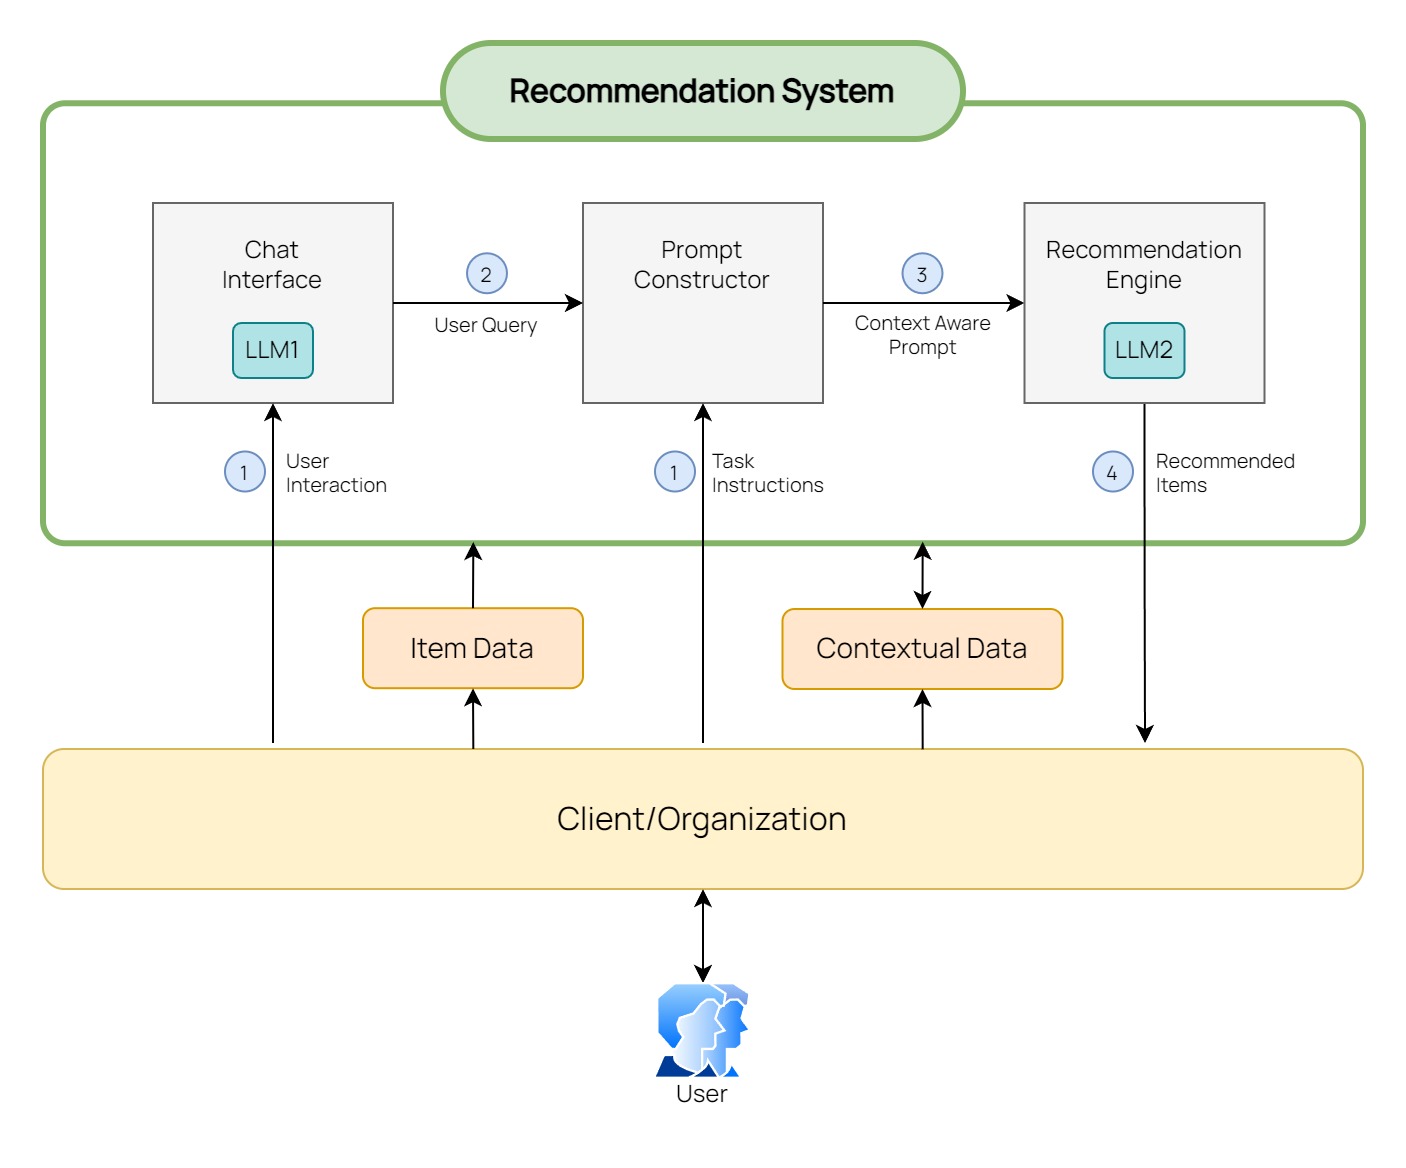 Recommendation System
Chat
Interface
LLM1
2
User Query
Prompt
Constructor
3
Context Aware
Prompt
Recommendation
Engine
LLM2
1
User
Interaction
1
Task
Instructions
4
Recommended
Items
Item Data
Contextual Data
Client/Organization
User